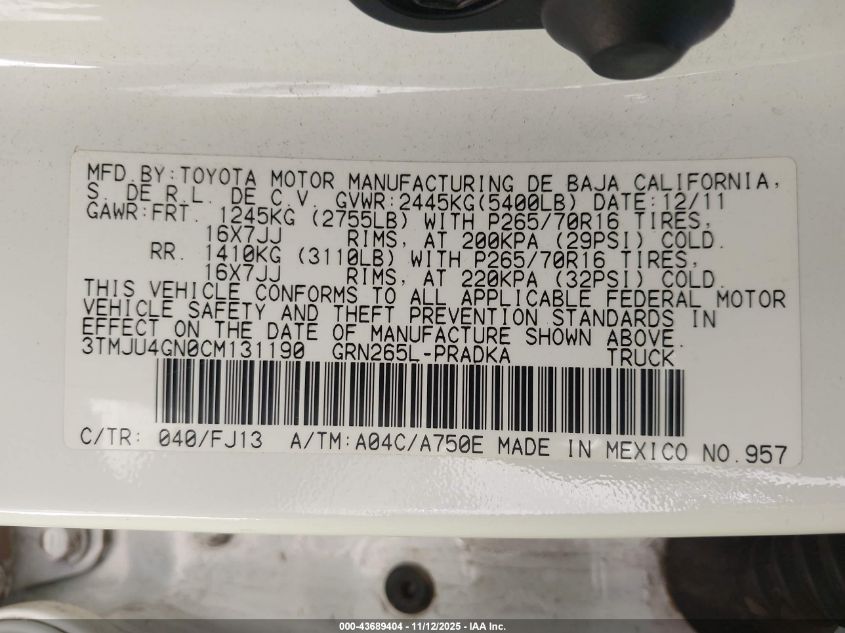 MFD.BY:TOYOTA MOTOR MANUFACTURING DE BAJA CALIFORNIA,
S. DE R.L. DE C.V. GVWR:2445KG(5400LB) DATE:12/11
GAWR:FRT. 1245KG (2755LB) WITH P265/70R16 TIRES,
16X7JJ RIMS, AT 200KPA (29PSI) COLD.
RR. 1410KG (3110LB) WITH P265/70R16 TIRES,
16X7JJ RIMS, AT 220KPA (32PSI) COLD.
THIS VEHICLE CONFORMS TO ALL APPLICABLE FEDERAL MOTOR
VEHICLE SAFETY AND THEFT PREVENTION STANDARDS IN
EFFECT ON THE DATE OF MANUFACTURE SHOWN ABOVE.
3TMJU4GN0CM131190 GRN265L-PRADKA TRUCK
C/TR: 040/FJ13 A/TM:A04C/A750E MADE IN MEXICO NO.957
000-43689404 - 11/12/2025 - IAA Inc.